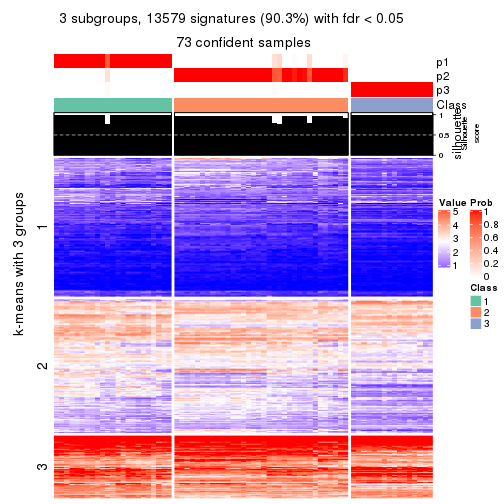 3 subgroups, 13579 signatures (90.3%) with fdr < 0.05
73 confident samples
p1
p2
p3
Class
1
0.5
0
silhouette
Silhouette
score
k-means with 3 groups
1
2
3
Value
5
4
3
2
1
Prob
1
0.8
0.6
0.4
0.2
0
Class
1
2
3